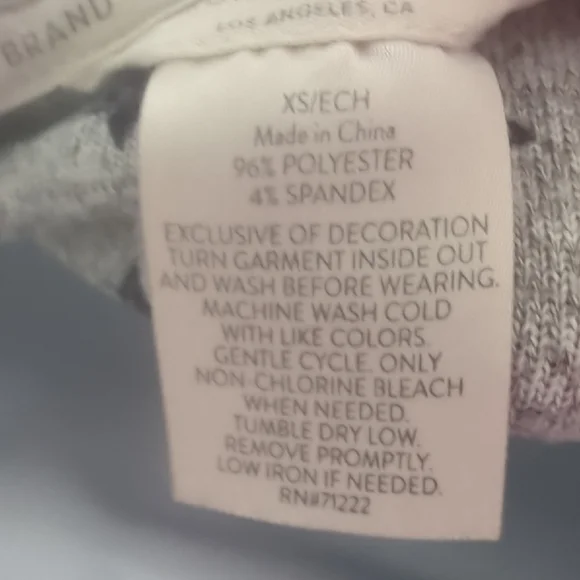 BRAND
LOS ANGELES, CA
XS/ECH
Made in China
96% POLYESTER
4% SPANDEX
EXCLUSIVE OF DECORATION
TURN GARMENT INSIDE OUT
AND WASH BEFORE WEARING.
MACHINE WASH COLD
WITH LIKE COLORS.
GENTLE CYCLE. ONLY
NON-CHLORINE BLEACH
WHEN NEEDED.
TUMBLE DRY LOW.
REMOVE PROMPTLY.
LOW IRON IF NEEDED.
RN#71222